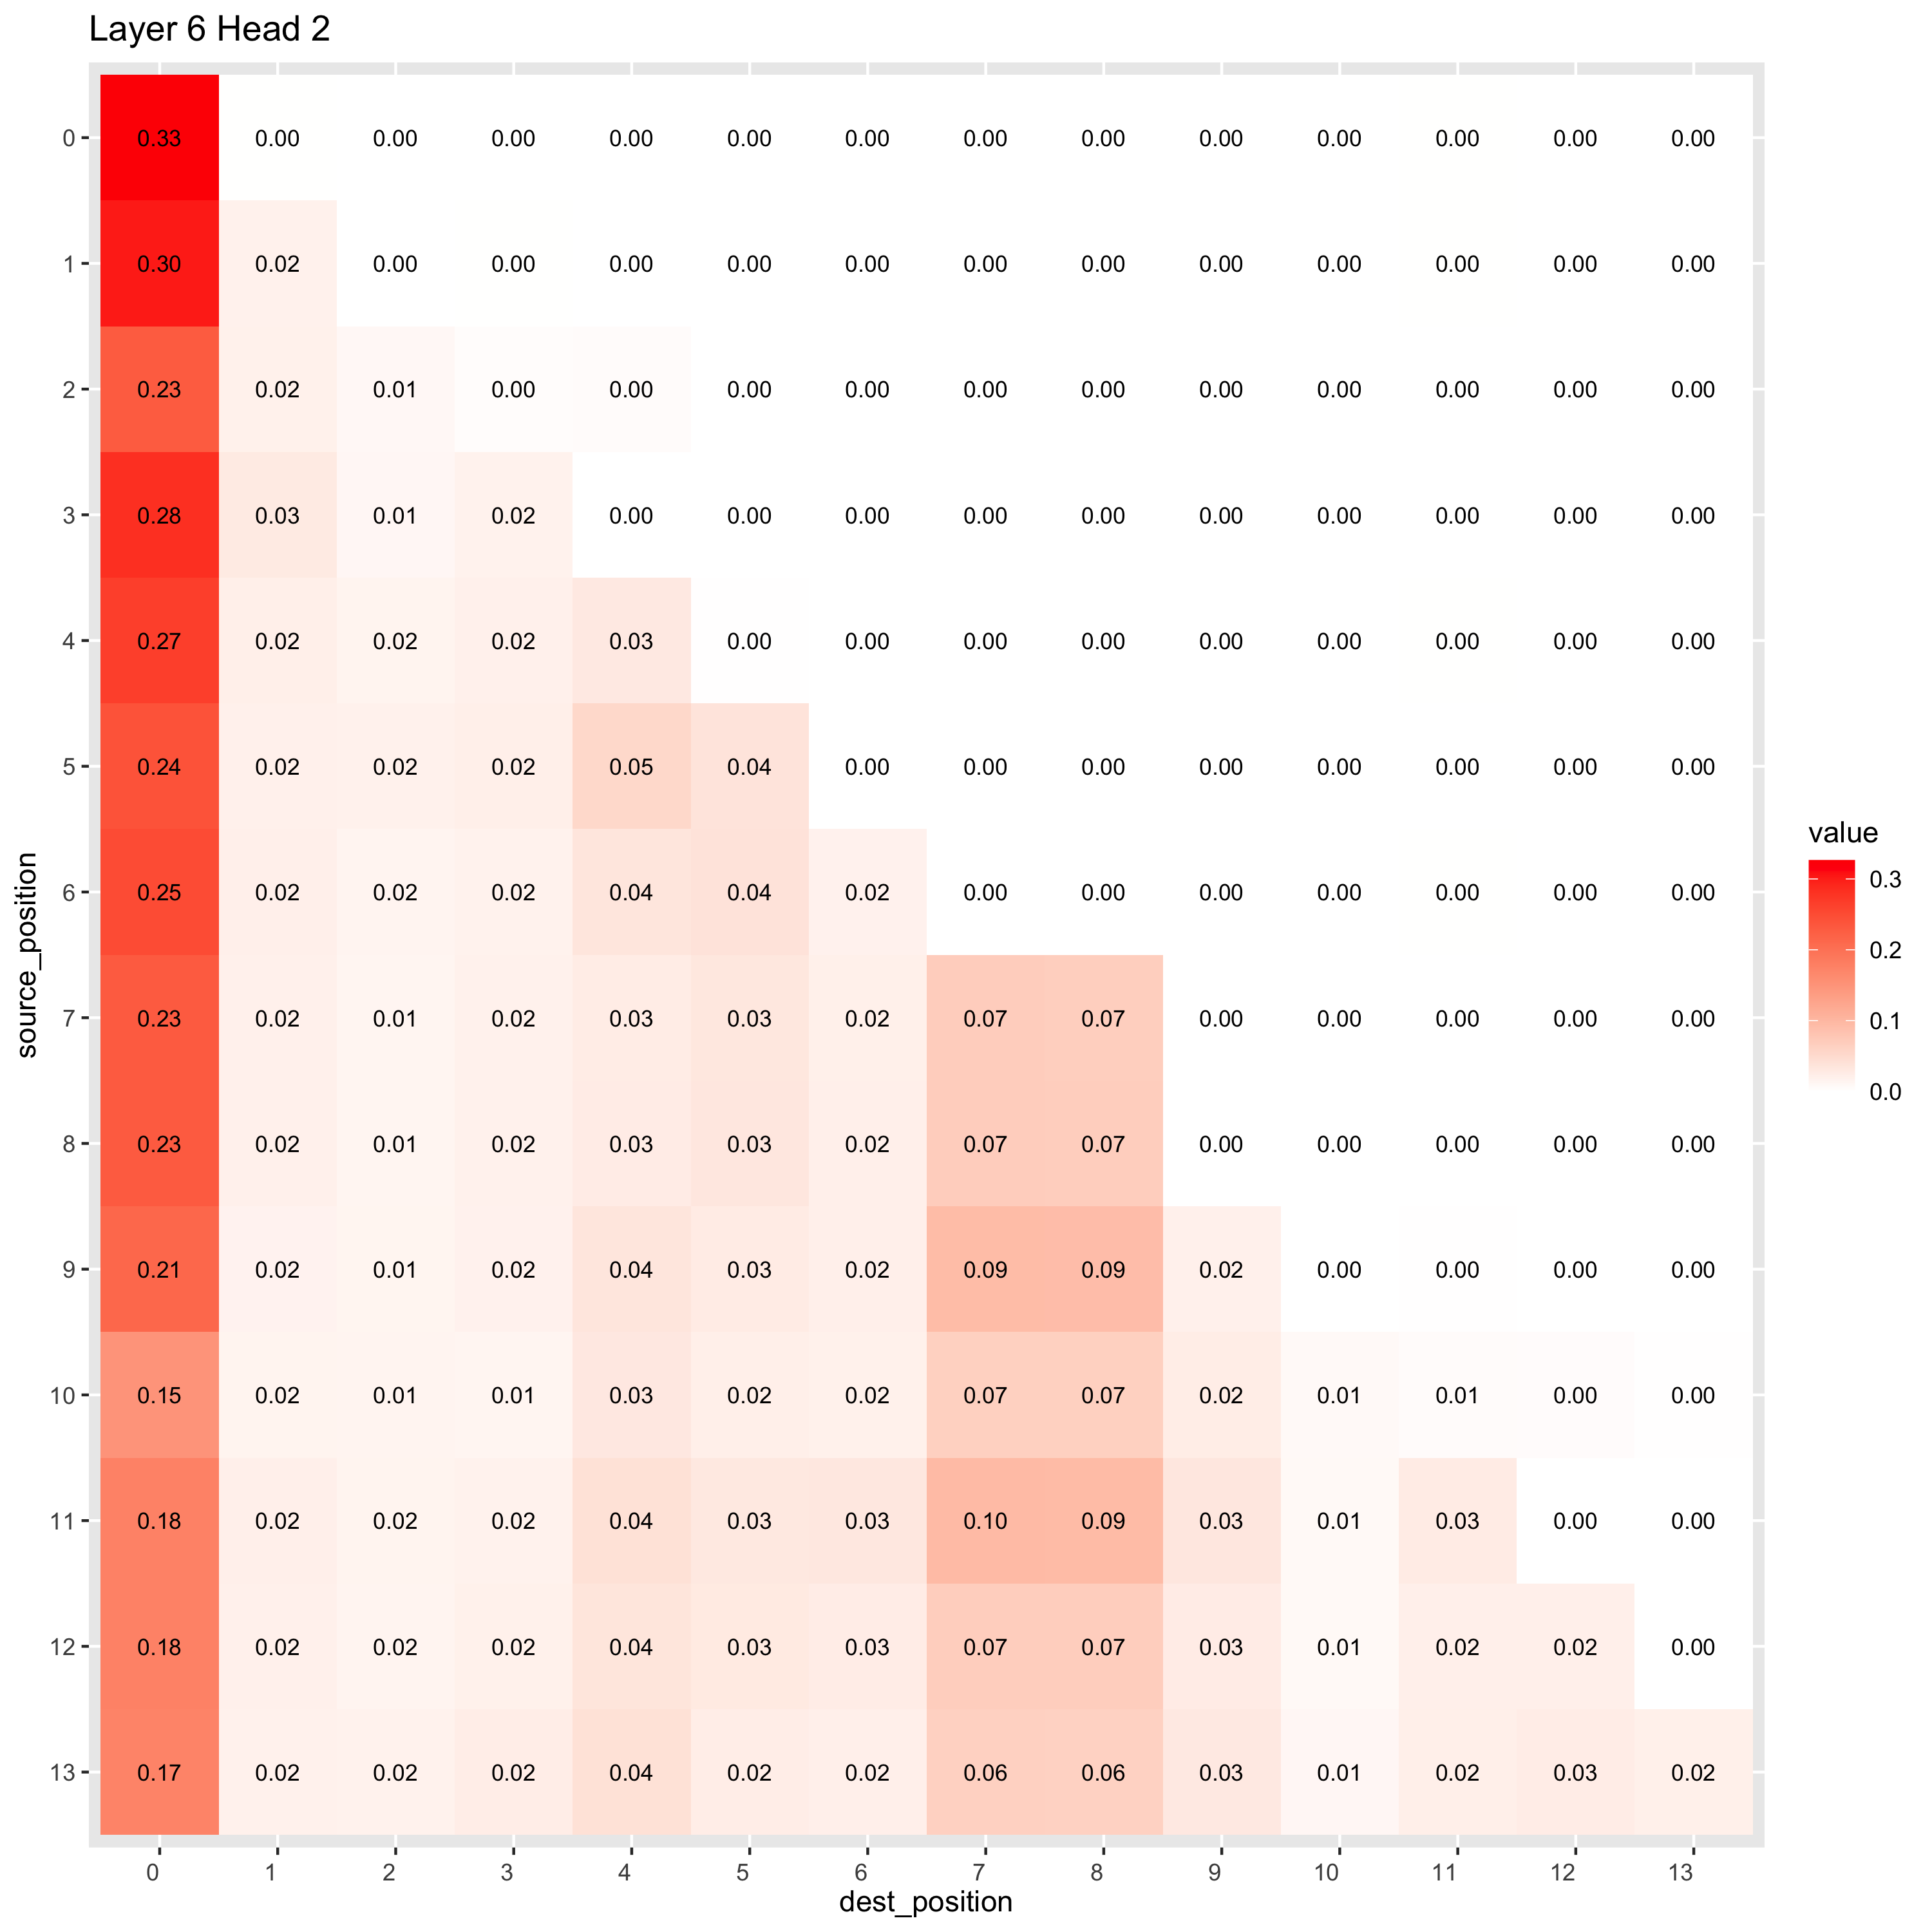 Layer 6 Head 2
0 0.33 0.00 0.00 0.00 0.00 0.00 0.00 0.00 0.00 0.00 0.00 0.00 0.00 0.00
1 0.30 0.02 0.00 0.00 0.00 0.00 0.00 0.00 0.00 0.00 0.00 0.00 0.00 0.00
2 0.23 0.02 0.01 0.00 0.00 0.00 0.00 0.00 0.00 0.00 0.00 0.00 0.00 0.00
3 0.28 0.03 0.01 0.02 0.00 0.00 0.00 0.00 0.00 0.00 0.00 0.00 0.00 0.00
4 0.27 0.02 0.02 0.02 0.03 0.00 0.00 0.00 0.00 0.00 0.00 0.00 0.00 0.00
5 0.24 0.02 0.02 0.02 0.05 0.04 0.00 0.00 0.00 0.00 0.00 0.00 0.00 0.00
6 0.25 0.02 0.02 0.02 0.04 0.04 0.02 0.00 0.00 0.00 0.00 0.00 0.00 0.00
7 0.23 0.02 0.01 0.02 0.03 0.03 0.02 0.07 0.07 0.00 0.00 0.00 0.00 0.00
8 0.23 0.02 0.01 0.02 0.03 0.03 0.02 0.07 0.07 0.00 0.00 0.00 0.00 0.00
9 0.21 0.02 0.01 0.02 0.04 0.03 0.02 0.09 0.09 0.02 0.00 0.00 0.00 0.00
10 0.15 0.02 0.01 0.01 0.03 0.02 0.02 0.07 0.07 0.02 0.01 0.01 0.00 0.00
11 0.18 0.02 0.02 0.02 0.04 0.03 0.03 0.10 0.09 0.03 0.01 0.03 0.00 0.00
12 0.18 0.02 0.02 0.02 0.04 0.03 0.03 0.07 0.07 0.03 0.01 0.02 0.02 0.00
13 0.17 0.02 0.02 0.02 0.04 0.02 0.02 0.06 0.06 0.03 0.01 0.02 0.03 0.02
0 1 2 3 4 5 6 7 8 9 10 11 12 13
dest_position
source_position
value
0.3
0.2
0.1
0.0